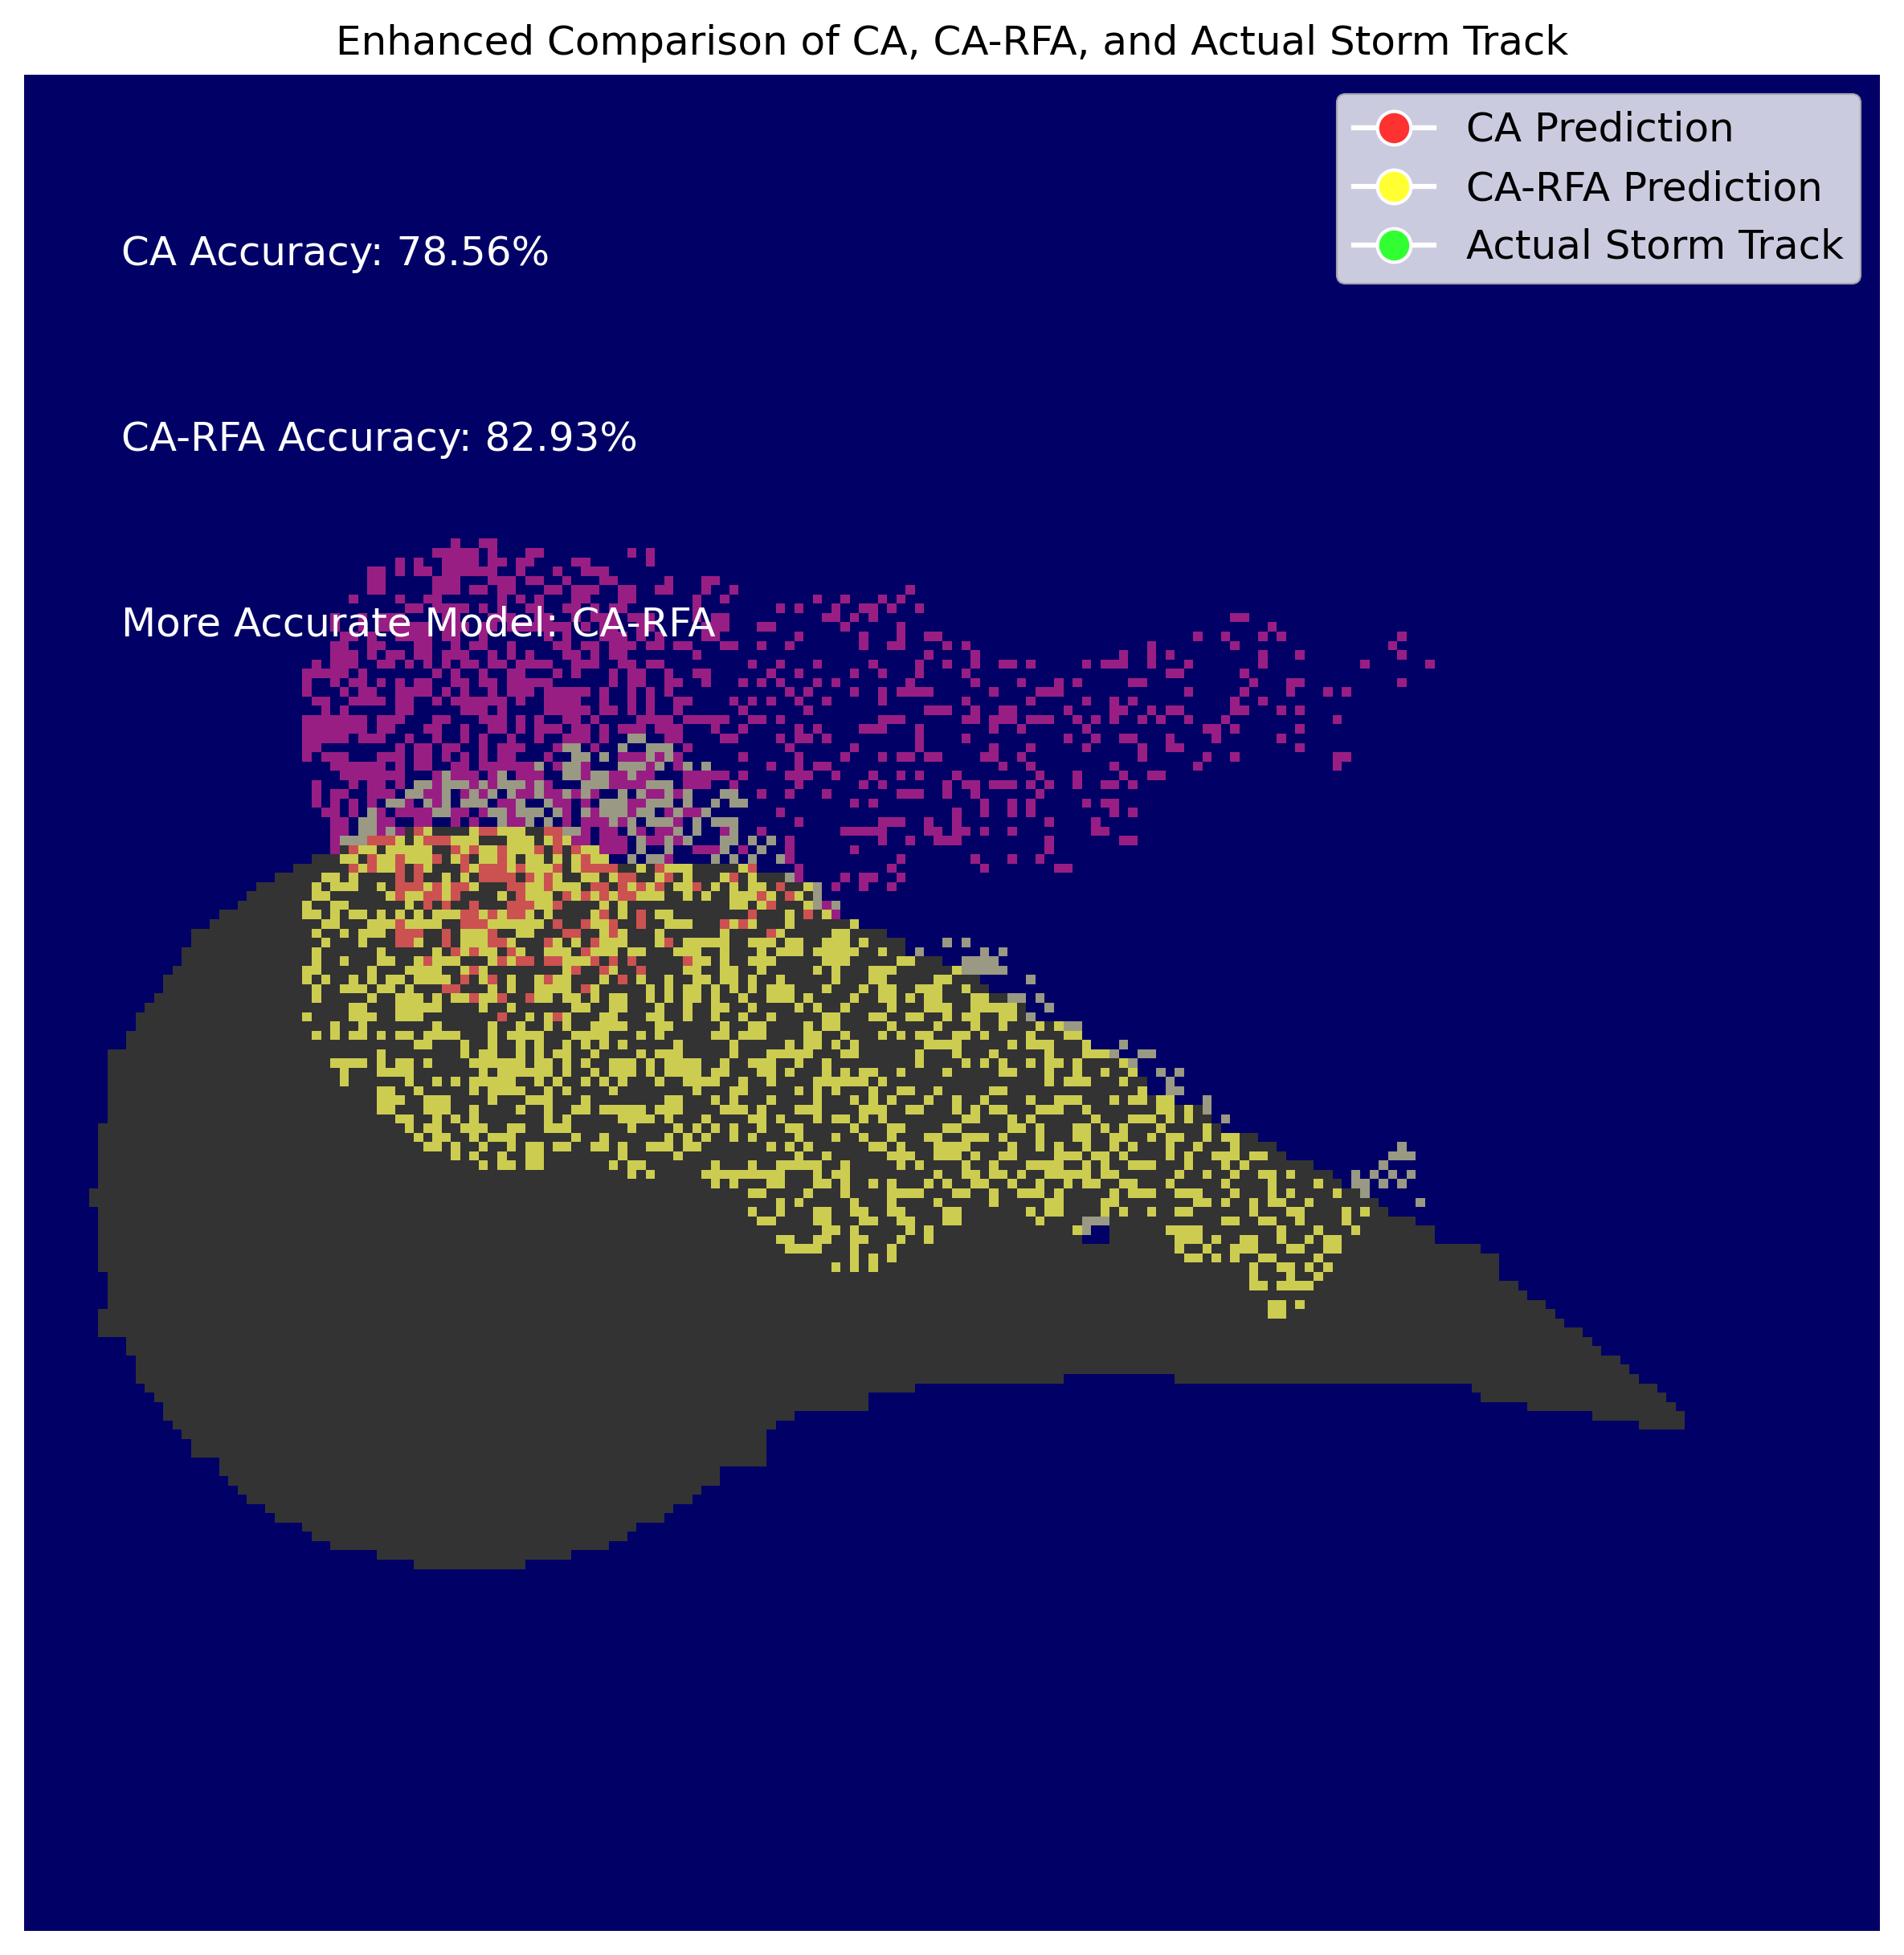 Enhanced Comparison of CA, CA-RFA, and Actual Storm Track
CA Prediction
CA-RFA Prediction
Actual Storm Track
CA Accuracy: 78.56%
CA-RFA Accuracy: 82.93%
More Accurate Model: CA-RFA